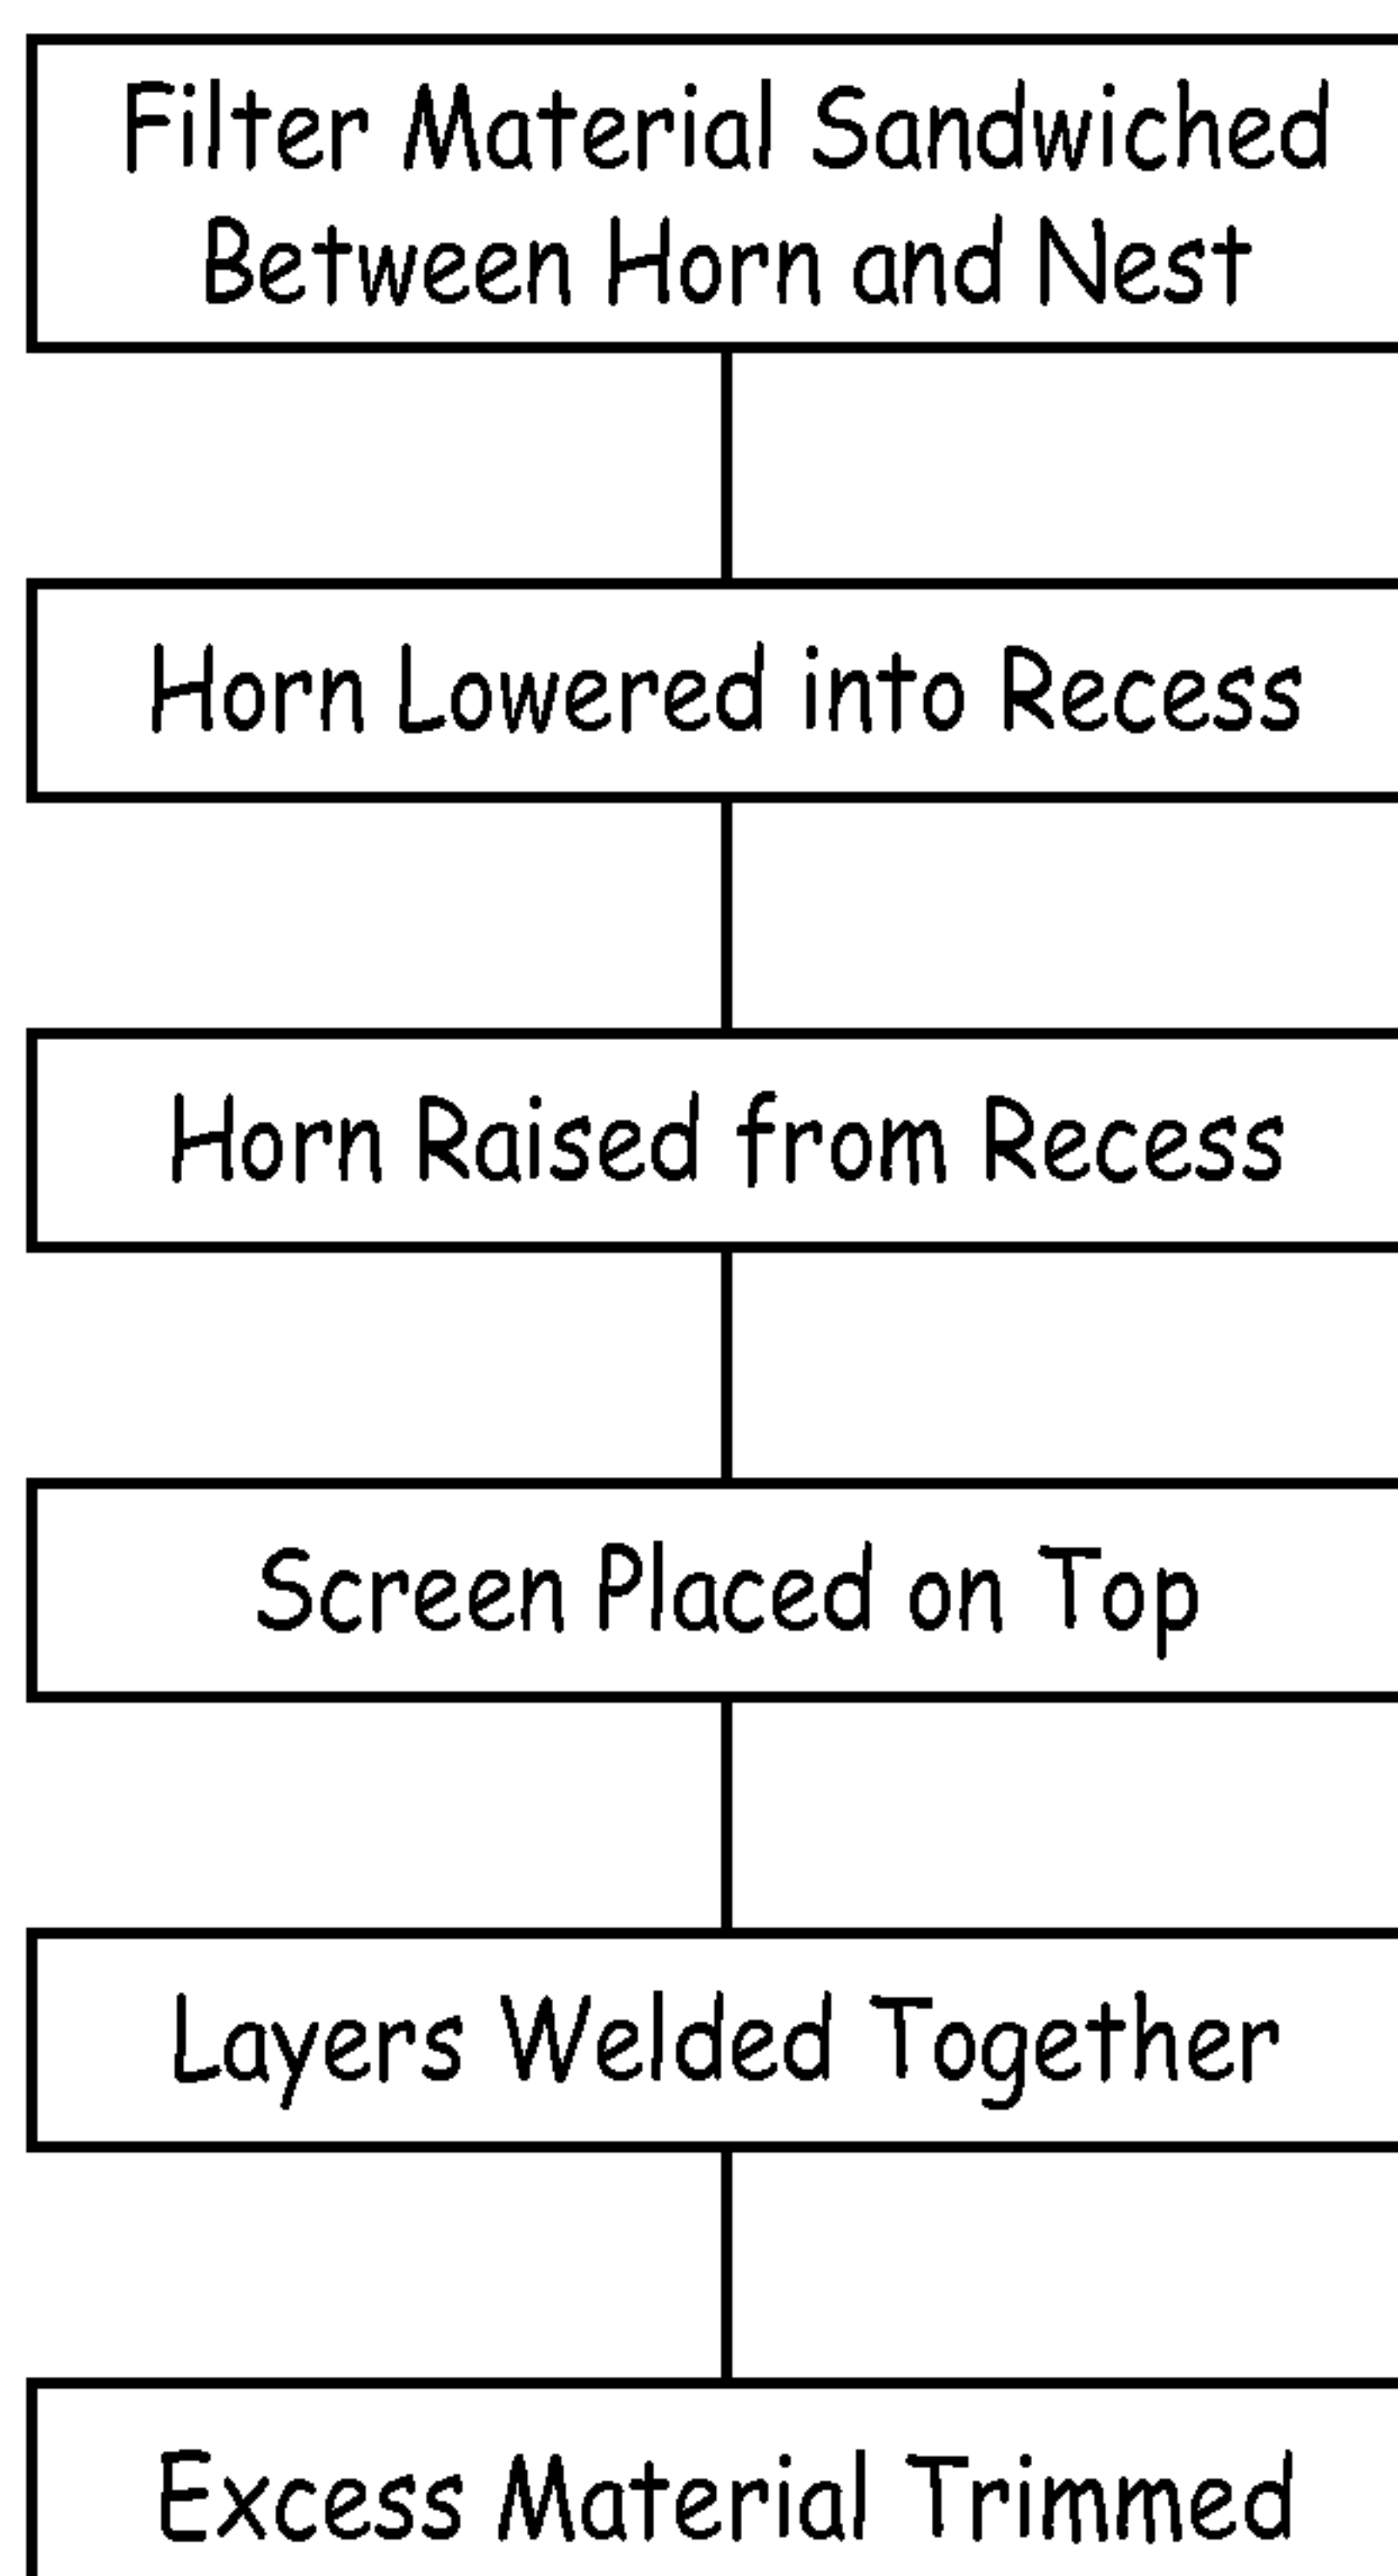 Filter Material Sandwiched
Between Horn and Nest
Horn Lowered into Recess
Horn Raised from Recess
Screen Placed on Top
Layers Welded Together
Excess Material Trimmed